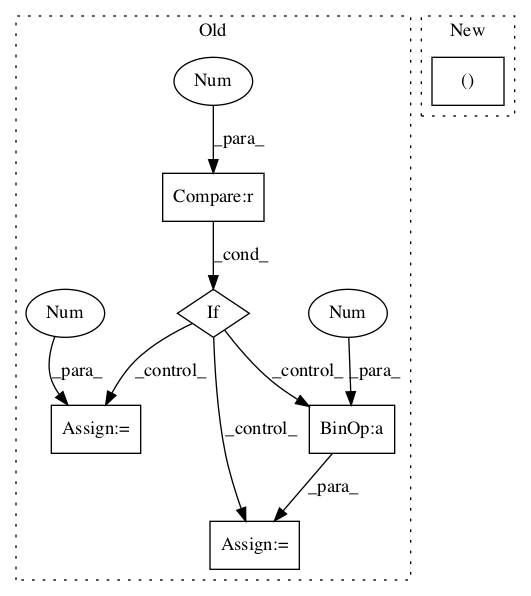 Old
New
Num
()
_para_
Compare:r
_cond_
Num
If
Num
_para_
_control_
_control_
_para_
Assign:=
_control_
BinOp:a
_para_
Assign:=